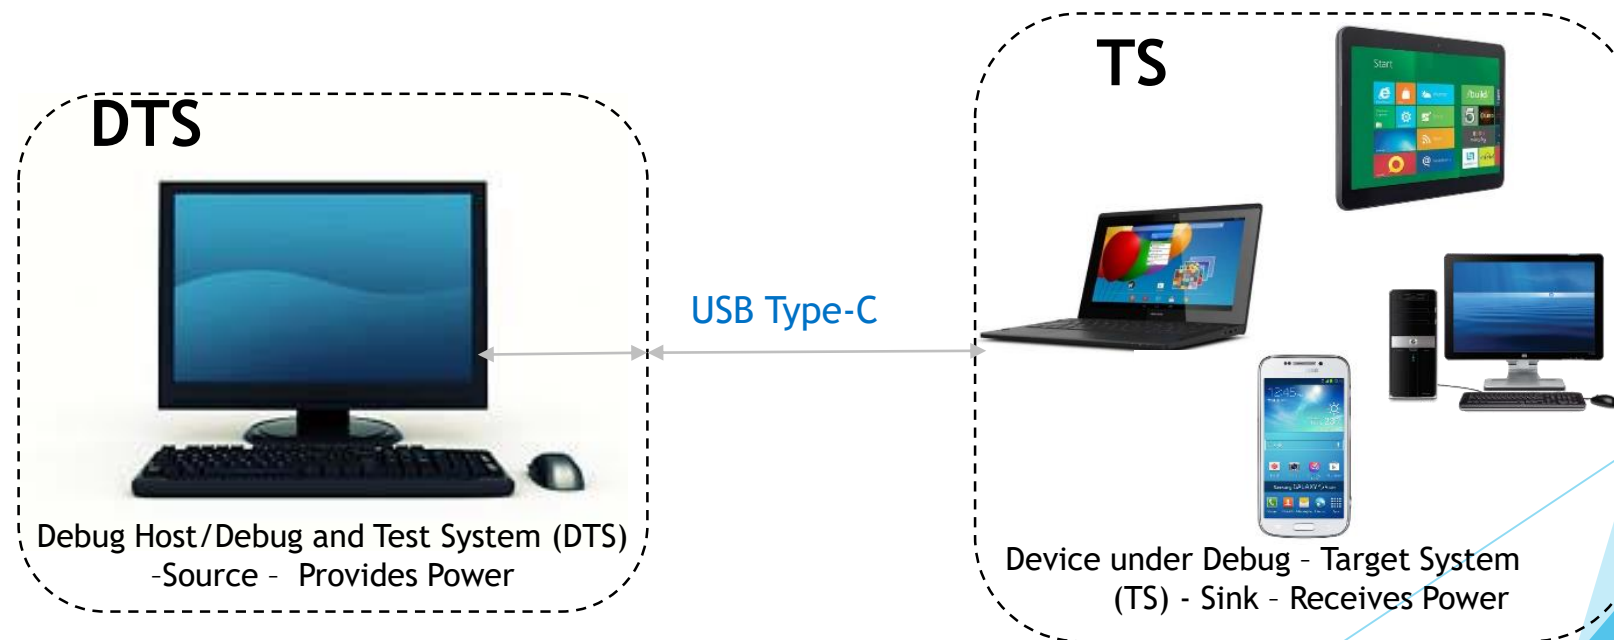 DTS
Debug Host/Debug and Test System (DTS)
–Source – Provides Power
USB Type-C
TS
Start
Device under Debug – Target System
(TS) - Sink – Receives Power